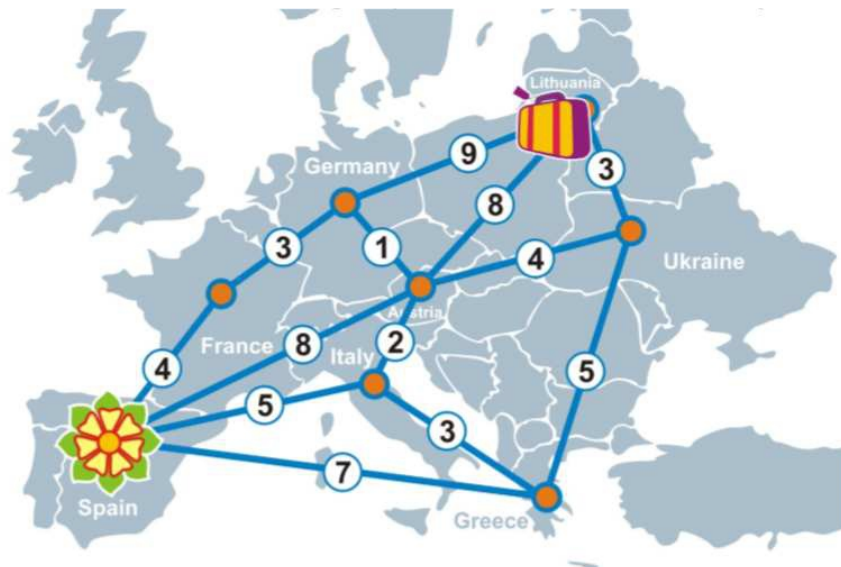 Lithuania
9
Germany
3
8
3
1
4
Ukraine
Austria
France
8
Italy
2
4
5
5
3
7
Spain
Greece